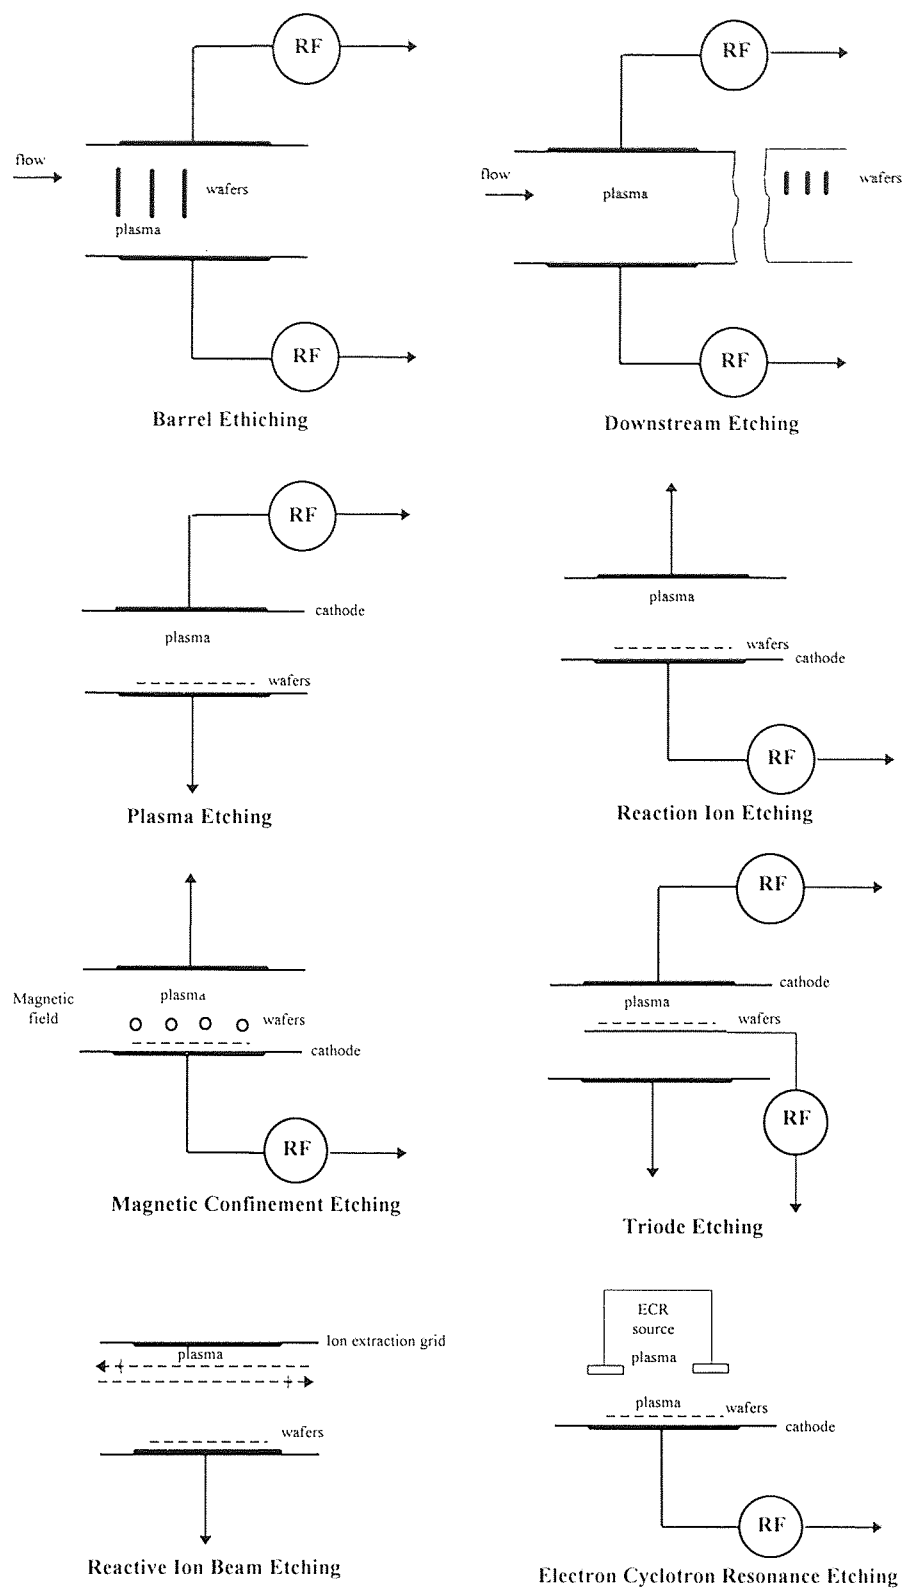 RF
flow
wafers
plasma
RF
Barrel Ethiching
RF
flow
plasma
wafers
RF
Downstream Etching
RF
cathode
plasma
wafers
Plasma Etching
plasma
wafers
cathode
RF
Reaction Ion Etching
plasma
Magnetic
field
wafers
cathode
RF
Magnetic Confinement Etching
RF
cathode
plasma
wafers
RF
Triode Etching
Ion extraction grid
plasma
wafers
Reactive Ion Beam Etching
ECR
source
plasma
plasma
wafers
cathode
RF
Electron Cyclotron Resonance Etching